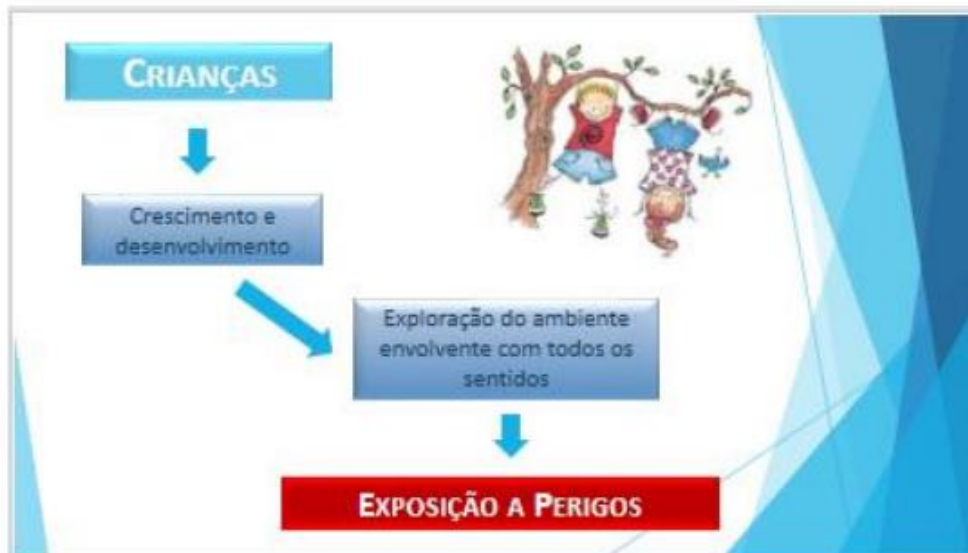 CRIANÇAS
Crescimento e
desenvolvimento
Exploração do ambiente
envolvente com todos os
sentidos
EXPOSIÇÃO A PERIGOS